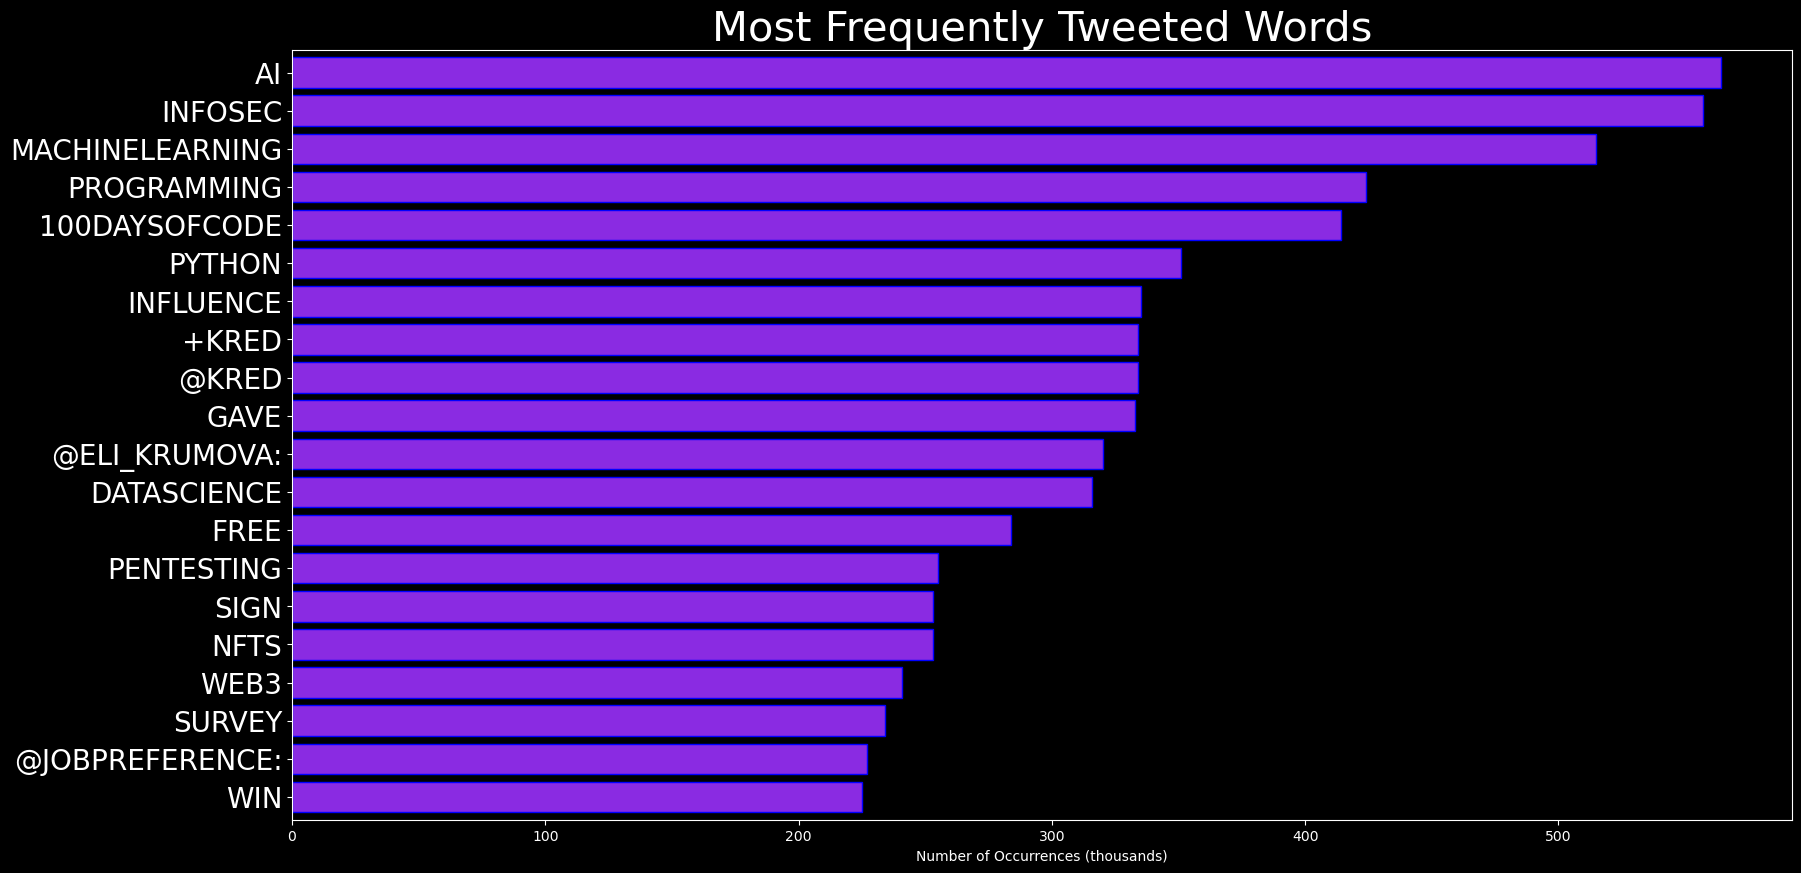 Most Frequently Tweeted Words
AI
INFOSEC
MACHINELEARNING
PROGRAMMING
100DAYSOFCODE
PYTHON
INFLUENCE
+KRED
@KRED
GAVE
@ELI_KRUMOVA:
DATASCIENCE
FREE
PENTESTING
SIGN
NFTS
WEB3
SURVEY
@JOBPREFERENCE:
WIN
0 100 200 300 400 500
Number of Occurrences (thousands)